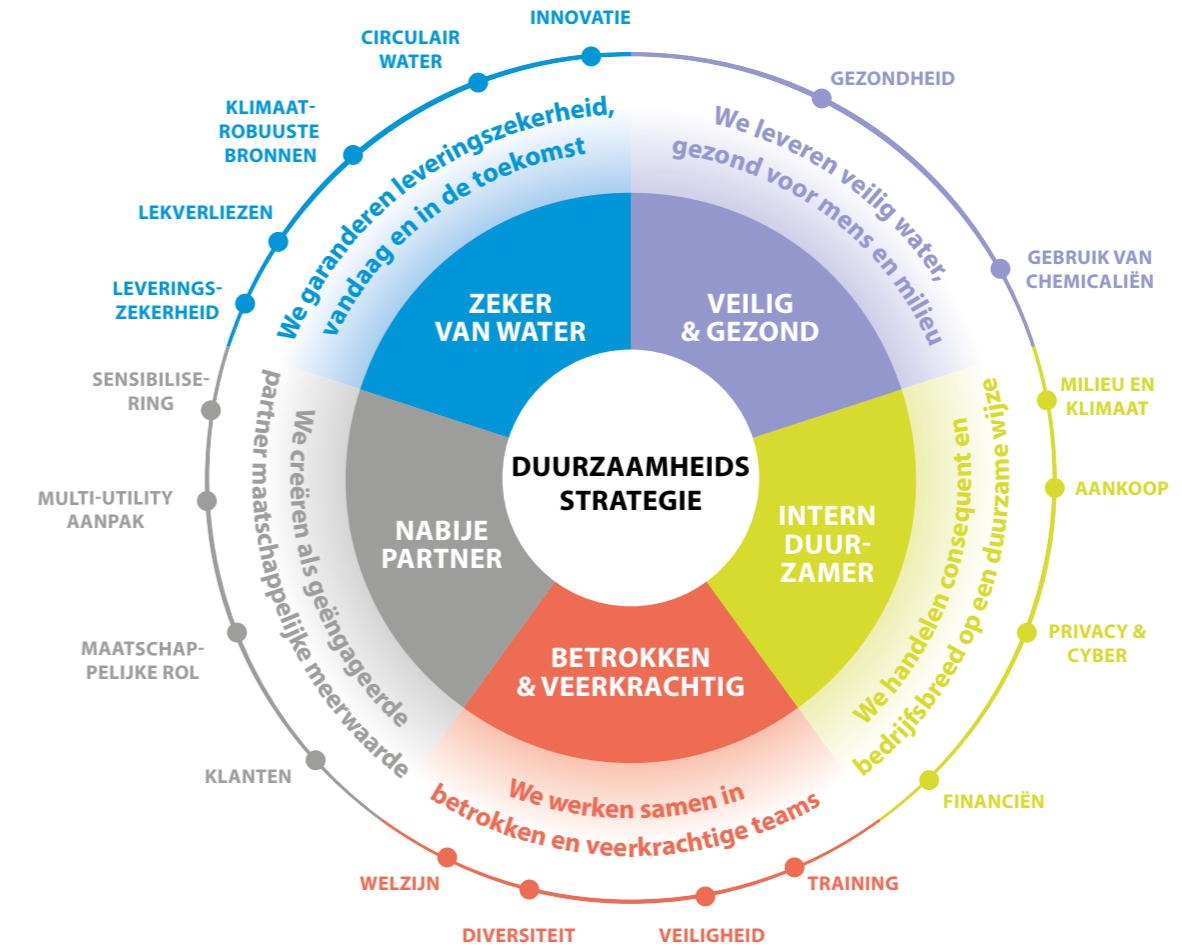 INNOVATIE
CIRCULAIR
WATER
KLIMAAT-
ROBUUSTE
BRONNEN
LEKVERLIEZEN
LEVERINGS-
ZEKERHEID
We garanderen leveringszekerheid,
vandaag en in de toekomst
ZEKER
VAN WATER
GEZONDHEID
GEBRUIK VAN
CHEMICALIËN
We leveren veilig water,
gezond voor mens en milieu
VEILIG
& GEZOND
MILIEU EN
KLIMAAT
AANKOOP
PRIVACY &
CYBER
FINANCIËN
We handelen consequent en
bedrijfsbreed op een duurzame wijze
INTERN
DUUR-
ZAMER
DUURZAAMHEIDS
STRATEGIE
SENSIBILISE-
RING
MULTI-UTILITY
AANPAK
MAATSCHAP-
PELIJKE ROL
KLANTEN
We creëren als geëngageerde
partner maatschappelijke meerwaarde
NABIJE
PARTNER
BETROKKEN
& VEERKRACHTIG
We werken samen in
betrokken en veerkrachtige teams
WELZIJN
DIVERSITEIT
VEILIGHEID
TRAINING